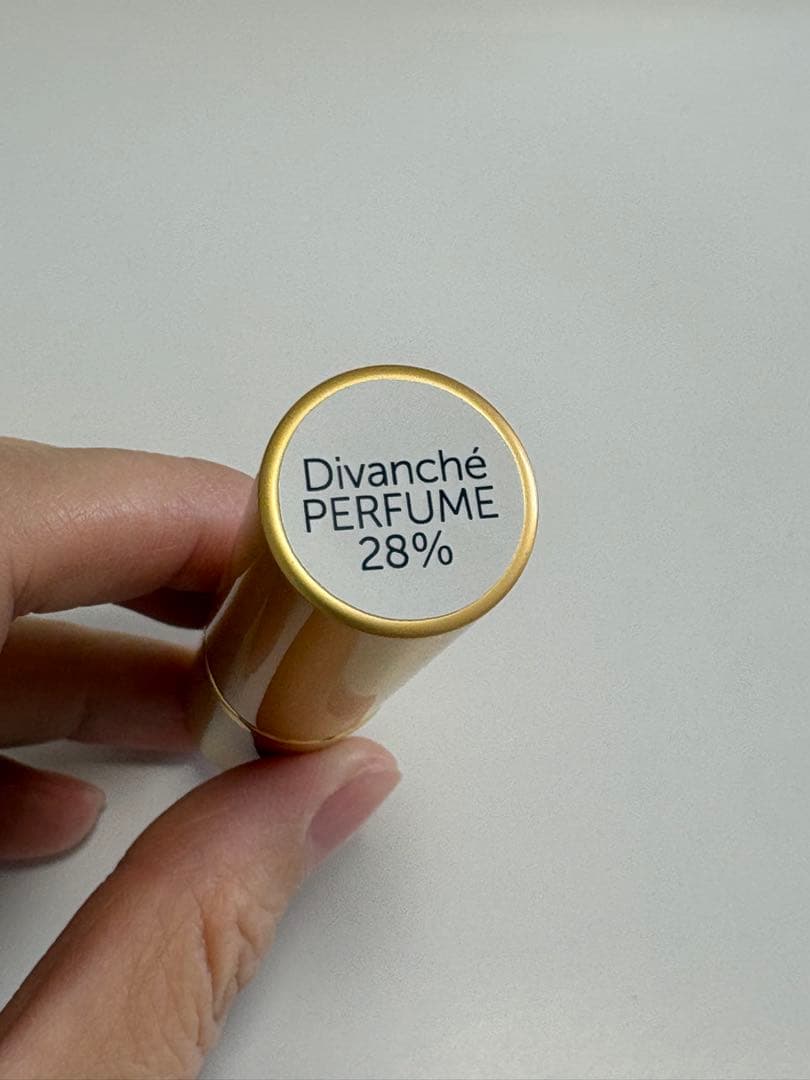 Divanché
PERFUME
28%